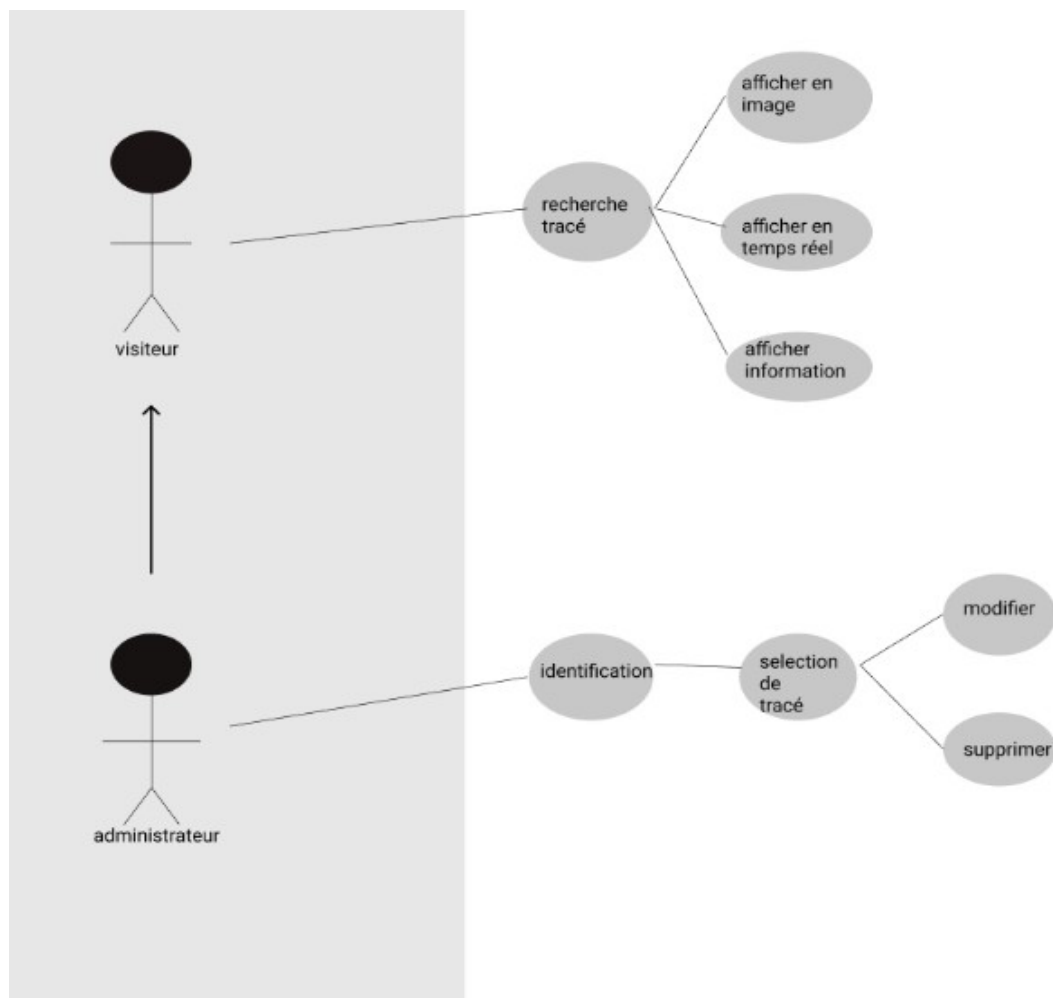 afficher en
image
recherche
tracé
afficher en
temps réel
visiteur
afficher
information
modifier
identification
selection
de
tracé
supprimer
administrateur